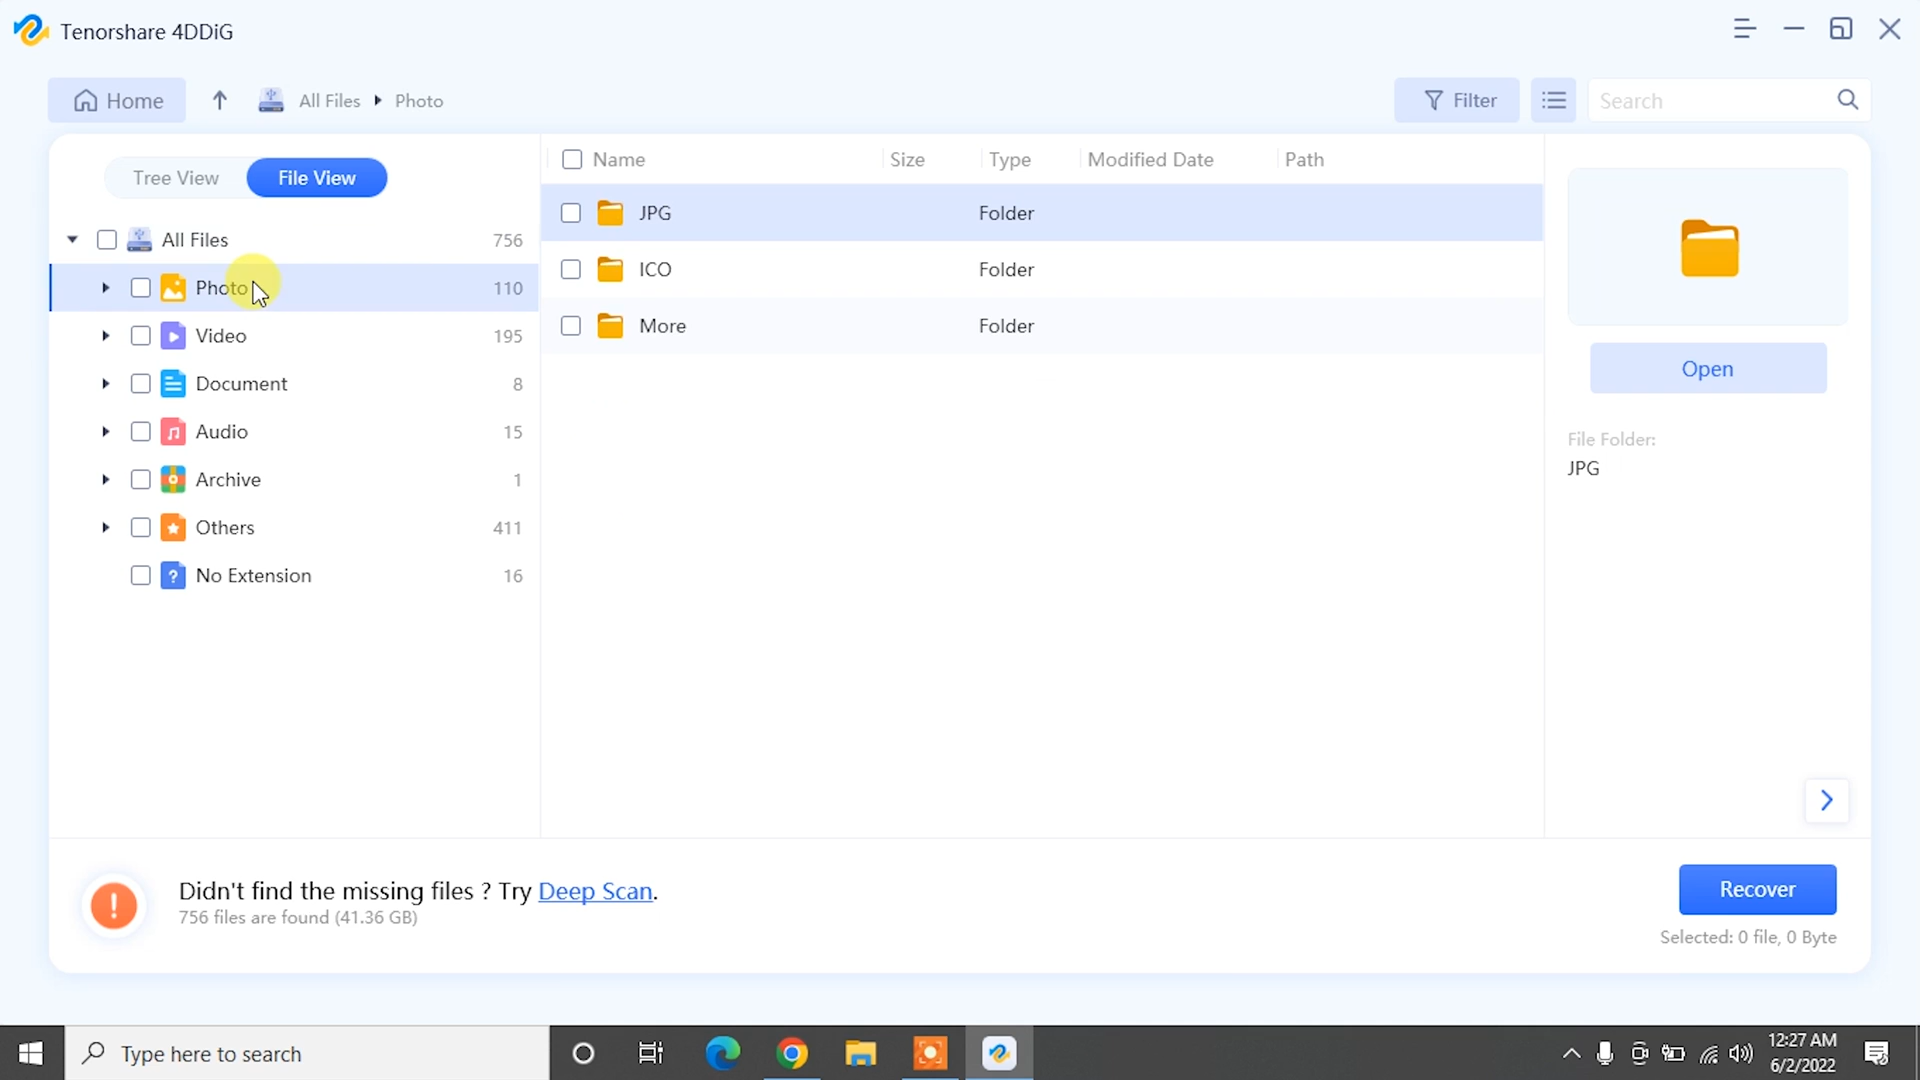 Tenorshare 4DDiG
Home All Files Photo Filter Search
Tree View File View
Name Size Type Modified Date Path
All Files 756
Photo 110
Video 195
Document 8
Audio 15
Archive 1
Others 411
No Extension 16
JPG Folder
ICO Folder
More Folder
Open
File Folder:
JPG
Didn't find the missing files ? Try Deep Scan.
756 files are found (41.36 GB)
Recover
Selected: 0 file, 0 Byte
Type here to search
12:27 AM
6/2/2022